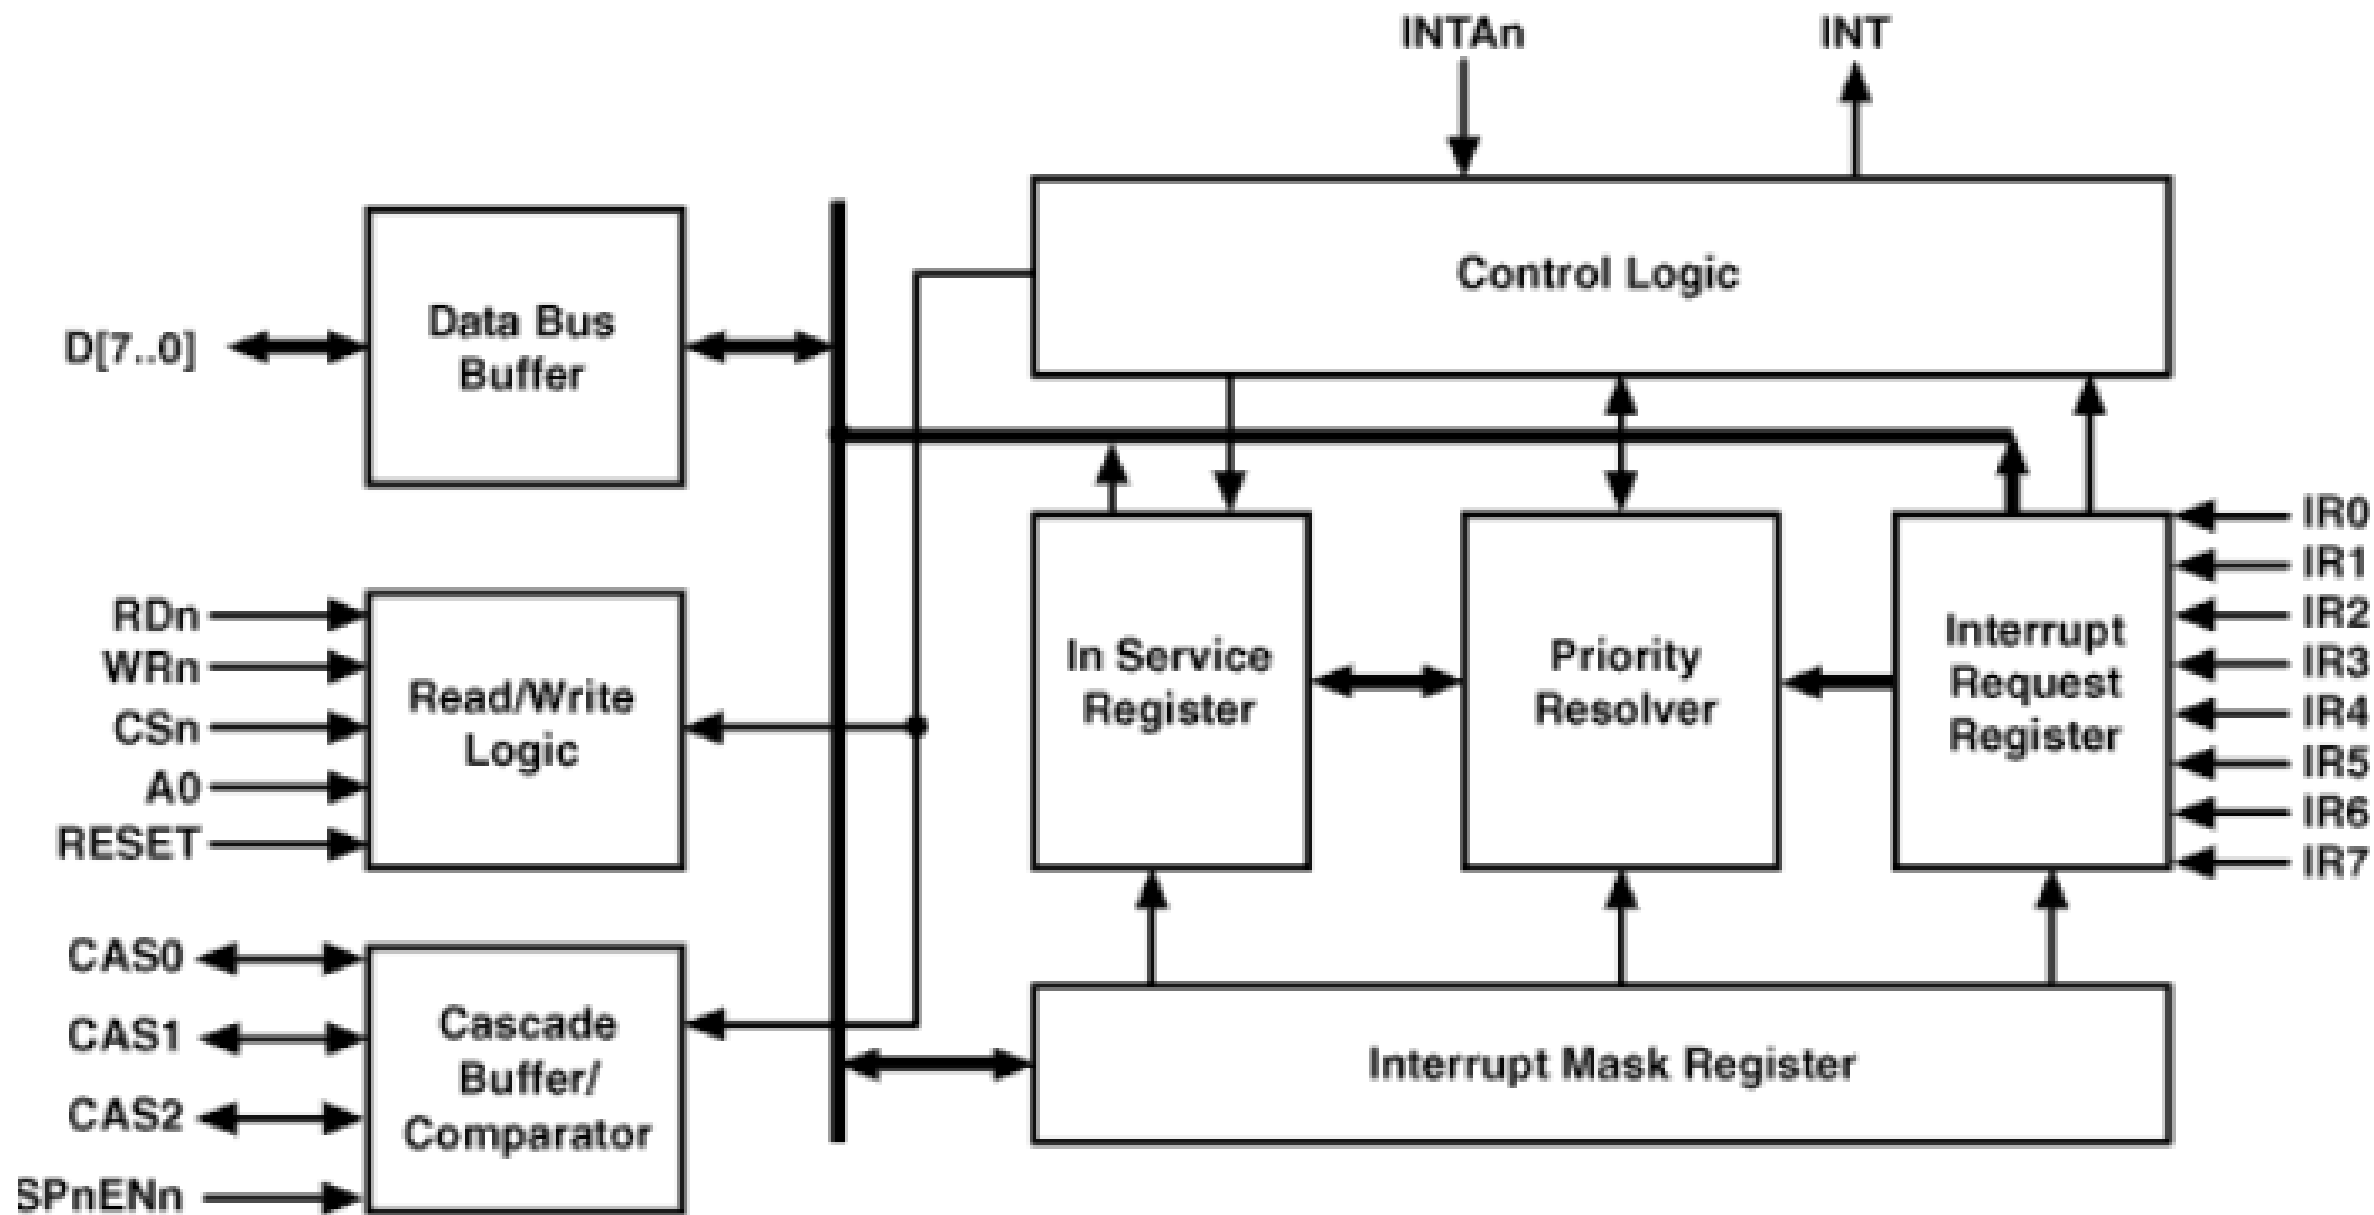 INTAn
INT
Control Logic
Data Bus
Buffer
D[7..0]
RDn
WRn
CSn
A0
RESET
Read/Write
Logic
In Service
Register
Priority
Resolver
Interrupt
Request
Register
IR0
IR1
IR2
IR3
IR4
IR5
IR6
IR7
CAS0
CAS1
CAS2
SPnENn
Cascade
Buffer/
Comparator
Interrupt Mask Register